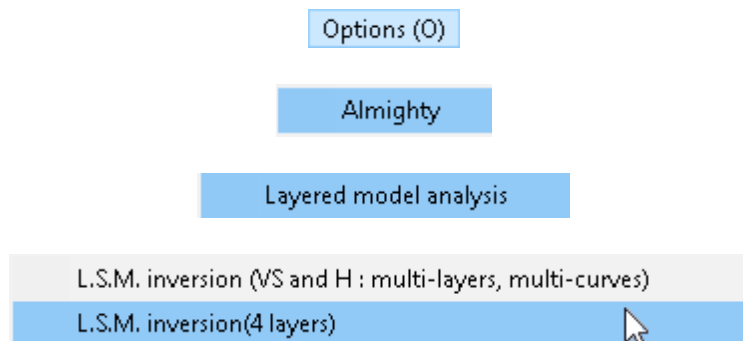 Options (O)
Almighty
Layered model analysis
L.S.M. inversion (VS and H : multi-layers, multi-curves)
L.S.M. inversion(4 layers)